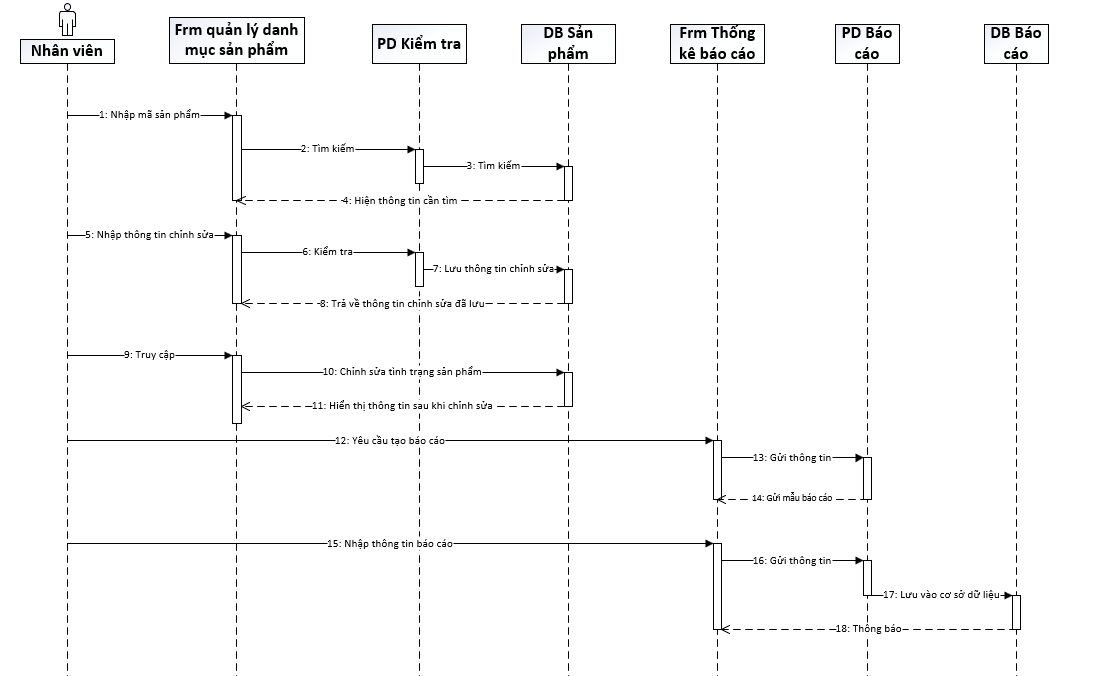 Nhân viên
Frm quản lý danh
mục sản phẩm
PD Kiểm tra
DB Sản
phẩm
Frm Thống
kê báo cáo
PD Báo
cáo
DB Báo
cáo
1: Nhập mã sản phẩm
2: Tìm kiếm
3: Tìm kiếm
4: Hiện thông tin cần tìm
5: Nhập thông tin chỉnh sửa
6: Kiểm tra
7: Lưu thông tin chỉnh sửa
8: Trả về thông tin chỉnh sửa đã lưu
9: Truy cập
10: Chỉnh sửa tình trạng sản phẩm
11: Hiển thị thông tin sau khi chỉnh sửa
12: Yêu cầu tạo báo cáo
13: Gửi thông tin
14: Gửi mẫu báo cáo
15: Nhập thông tin báo cáo
16: Gửi thông tin
17: Lưu vào cơ sở dữ liệu
18: Thông báo